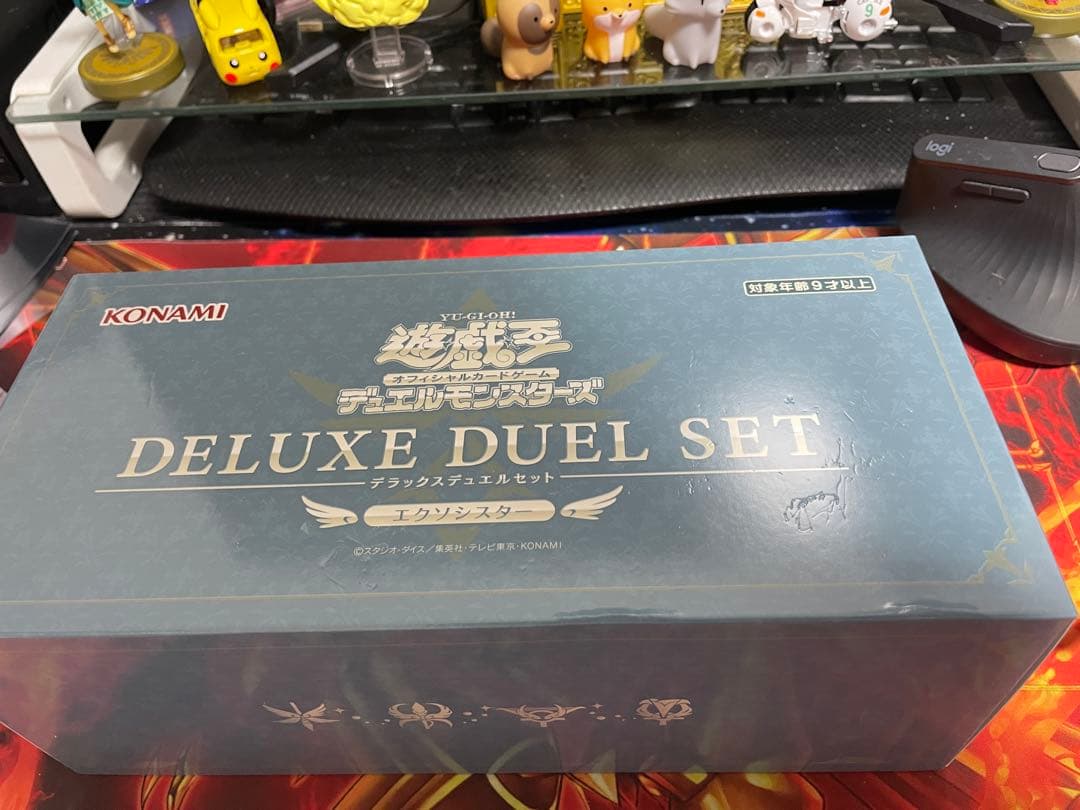 9
logi
KONAMI
対象年齢9才以上
YU-GI-OH!
遊戯王
オフィシャルカードゲーム
デュエルモンスターズ
DELUXE DUEL SET
デラックスデュエルセット
エクソシスター
©スタジオ・ダイス/集英社・テレビ東京・KONAMI